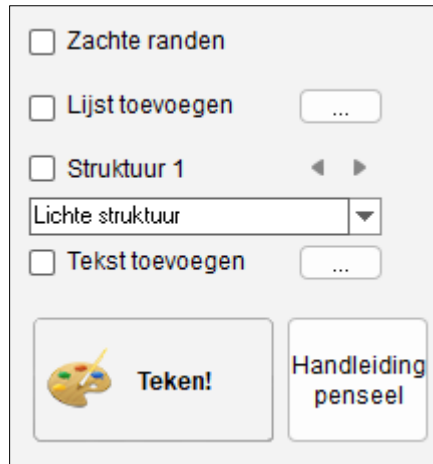 Zachte randen
Lijst toevoegen ...
Struktuur 1
Lichte struktuur
Tekst toevoegen ...
Teken!
Handleiding
penseel